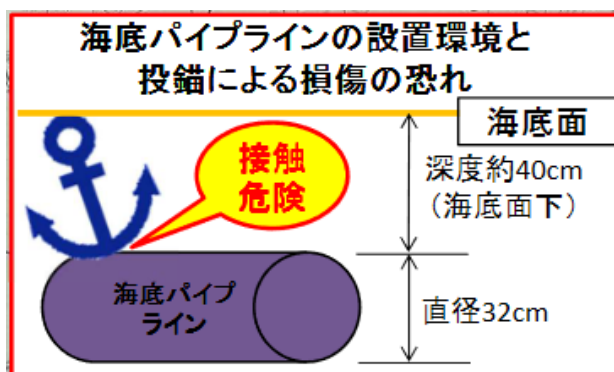 海底パイプラインの設置環境と
投錨による損傷の恐れ
海底面
接触
危険
深度約40cm
（海底面下）
海底パイプ
ライン
直径32cm